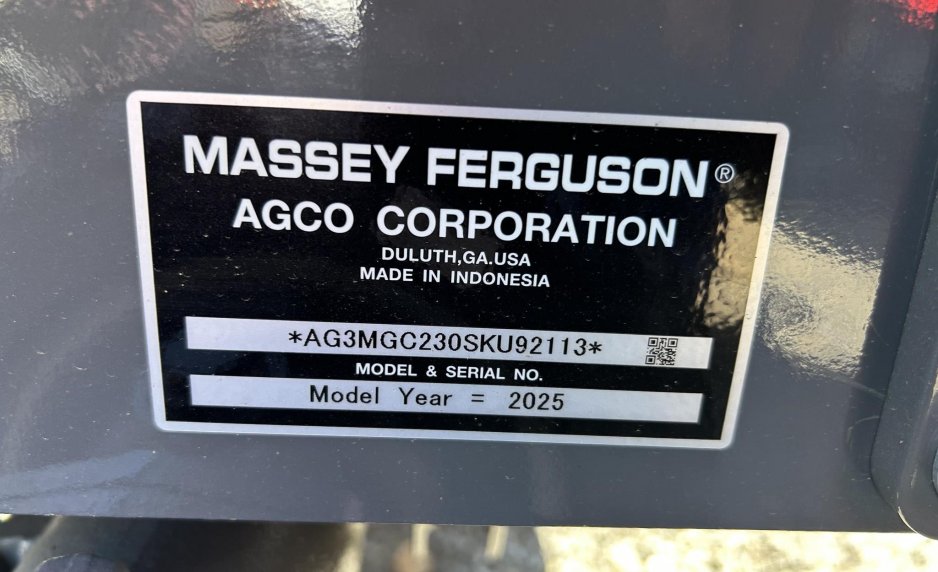 MASSEY FERGUSON®
AGCO CORPORATION
DULUTH,GA.USA
MADE IN INDONESIA
*AG3MGC230SKU92113*
MODEL & SERIAL NO.
Model Year = 2025